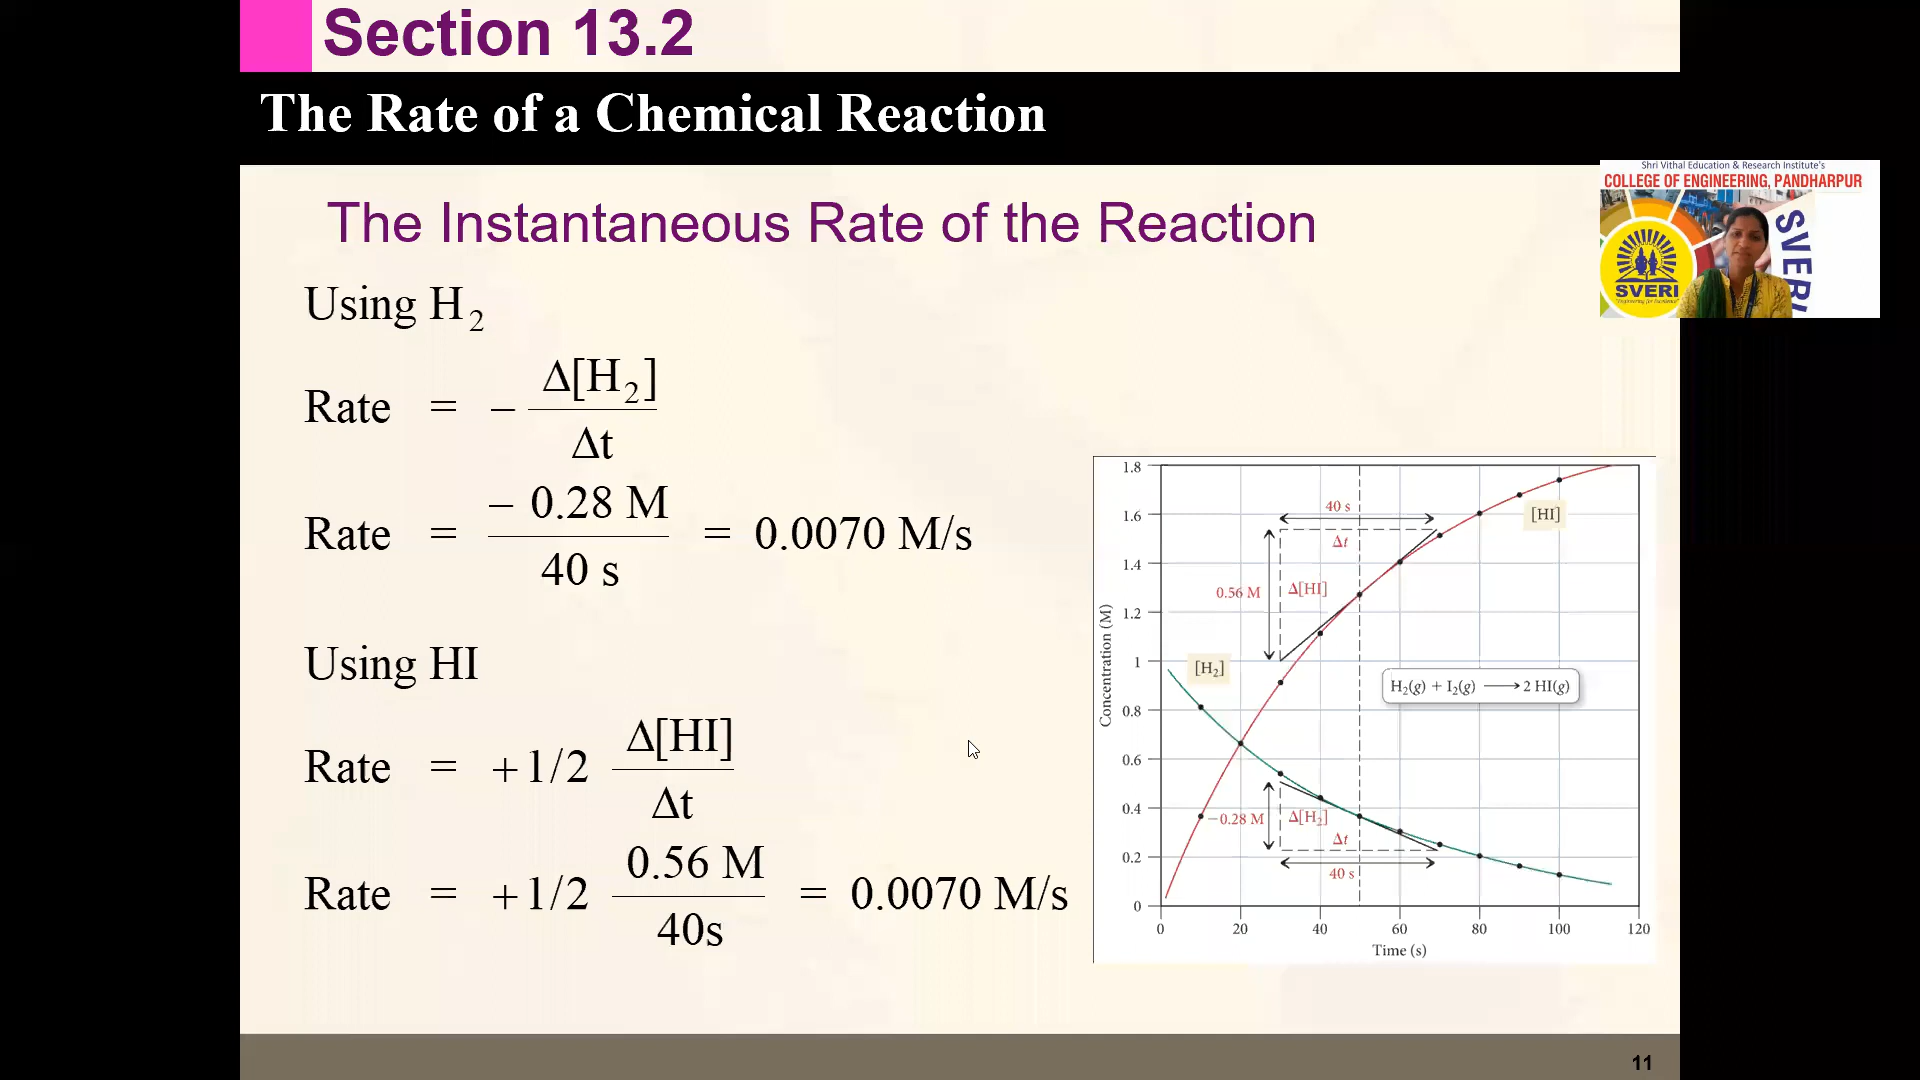 Section 13.2
The Rate of a Chemical Reaction
Shri Vithal Education & Research Institute's
COLLEGE OF ENGINEERING, PANDHARPUR
SVERI
SVERI
The Instantaneous Rate of the Reaction
Using H2
Rate = − Δ[H2] / Δt
Rate = − 0.28 M / 40 s = 0.0070 M/s
Using HI
Rate = +1/2 Δ[HI] / Δt
Rate = +1/2 0.56 M / 40s = 0.0070 M/s
Concentration (M)
1.8
1.6
1.4
1.2
1
0.8
0.6
0.4
0.2
0
40 s
Δt
[HI]
0.56 M
Δ[HI]
[H2]
H2(g) + I2(g) ⟶ 2 HI(g)
−0.28 M
Δ[H2]
Δt
40 s
0 20 40 60 80 100 120
Time (s)
11